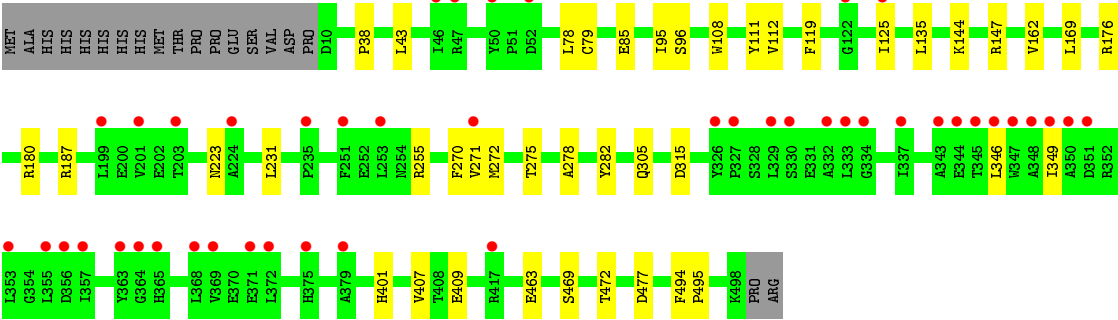 MET ALA HIS HIS HIS HIS HIS HIS MET THR PRO PRO GLU SER VAL ASP PRO D10 P38 L43 I46 R47 Y50 P51 D52 L78 C79 E85 I95 S96 W108 Y111 V112 F119 G122 I125 L135 K144 R147 V162 L169 R176
R180 R187 L199 E200 V201 E202 I203 N223 A224 L231 P235 F251 E252 L253 N254 R255 F270 V271 M272 T275 A278 Y282 Q305 D315 Y326 P327 S328 L329 S330 E331 A332 L333 G334 I337 A343 E344 T345 L346 W347 A348 I349 A350 D351 R352
L353 G354 L355 D356 I357 Y363 G364 H365 L368 V369 E370 E371 L372 H375 A379 H401 V407 T408 E409 R417 E463 S469 T472 D477 F494 P495 K498 PRO ARG